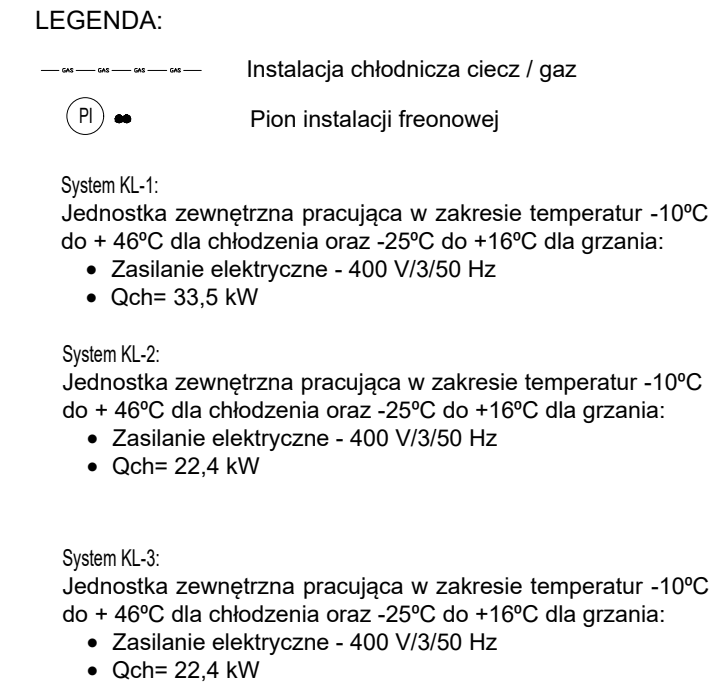 LEGENDA:
GAS GAS GAS GAS Instalacja chłodnicza ciecz / gaz
PI Pion instalacji freonowej
System KL-1:
Jednostka zewnętrzna pracująca w zakresie temperatur -10ºC
do + 46ºC dla chłodzenia oraz -25ºC do +16ºC dla grzania:
• Zasilanie elektryczne - 400 V/3/50 Hz
• Qch= 33,5 kW
System KL-2:
Jednostka zewnętrzna pracująca w zakresie temperatur -10ºC
do + 46ºC dla chłodzenia oraz -25ºC do +16ºC dla grzania:
• Zasilanie elektryczne - 400 V/3/50 Hz
• Qch= 22,4 kW
System KL-3:
Jednostka zewnętrzna pracująca w zakresie temperatur -10ºC
do + 46ºC dla chłodzenia oraz -25ºC do +16ºC dla grzania:
• Zasilanie elektryczne - 400 V/3/50 Hz
• Qch= 22,4 kW